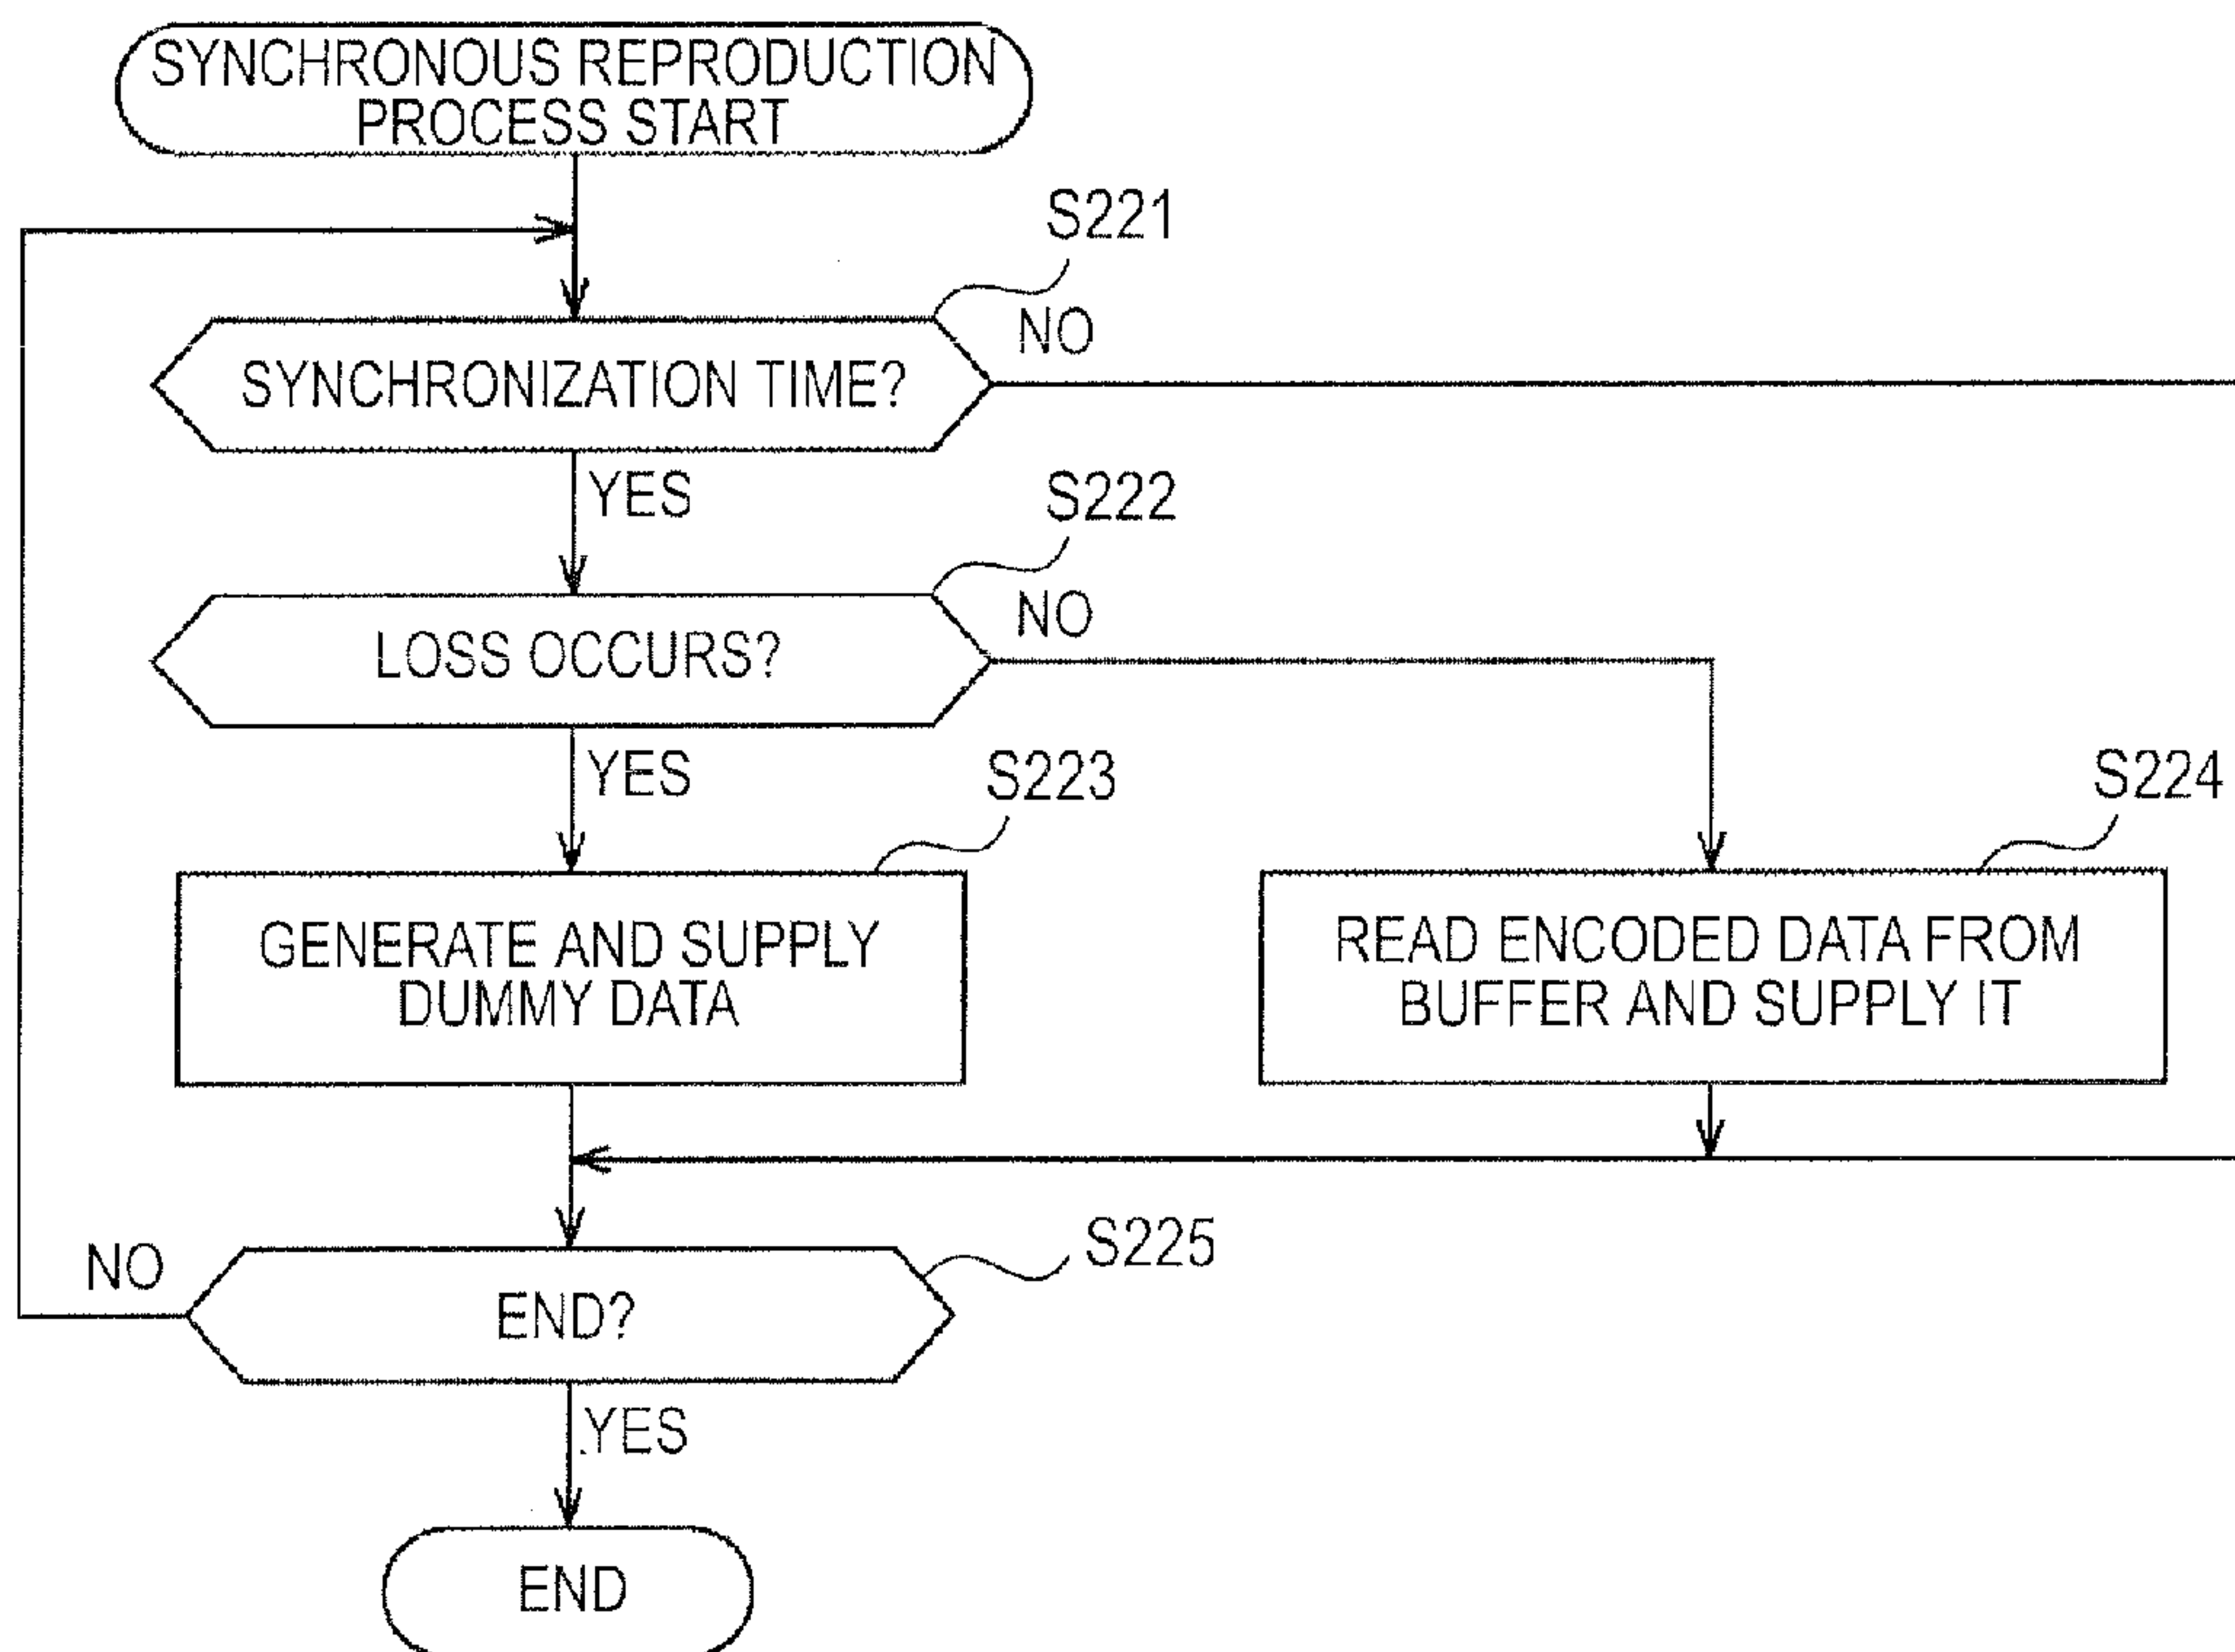 SYNCHRONOUS REPRODUCTION
PROCESS START
S221
NO
SYNCHRONIZATION TIME?
YES
S222
NO
LOSS OCCURS?
YES
S223
S224
GENERATE AND SUPPLY
DUMMY DATA
READ ENCODED DATA FROM
BUFFER AND SUPPLY IT
S225
NO
END?
YES
END